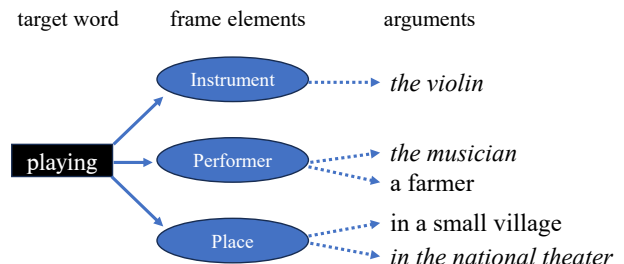 target word frame elements arguments
Instrument the violin
playing Performer the musician
a farmer
Place in a small village
in the national theater